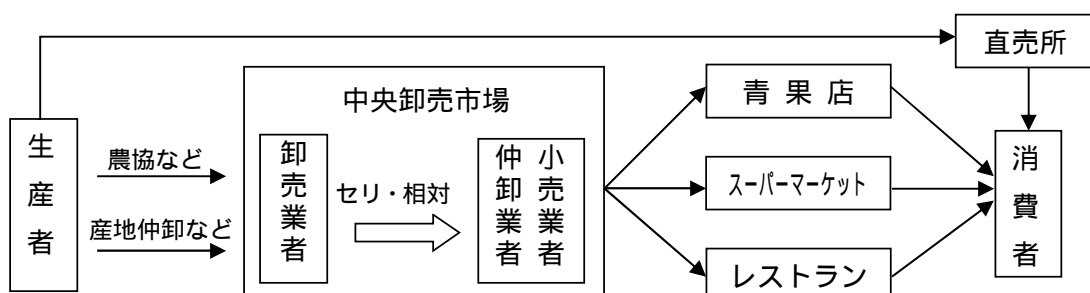 直売所
中央卸売市場
青果店
生産者
農協など
産地仲卸など
卸売業者
セリ・相対
仲卸業者
小売業者
スーパーマーケット
レストラン
消費者